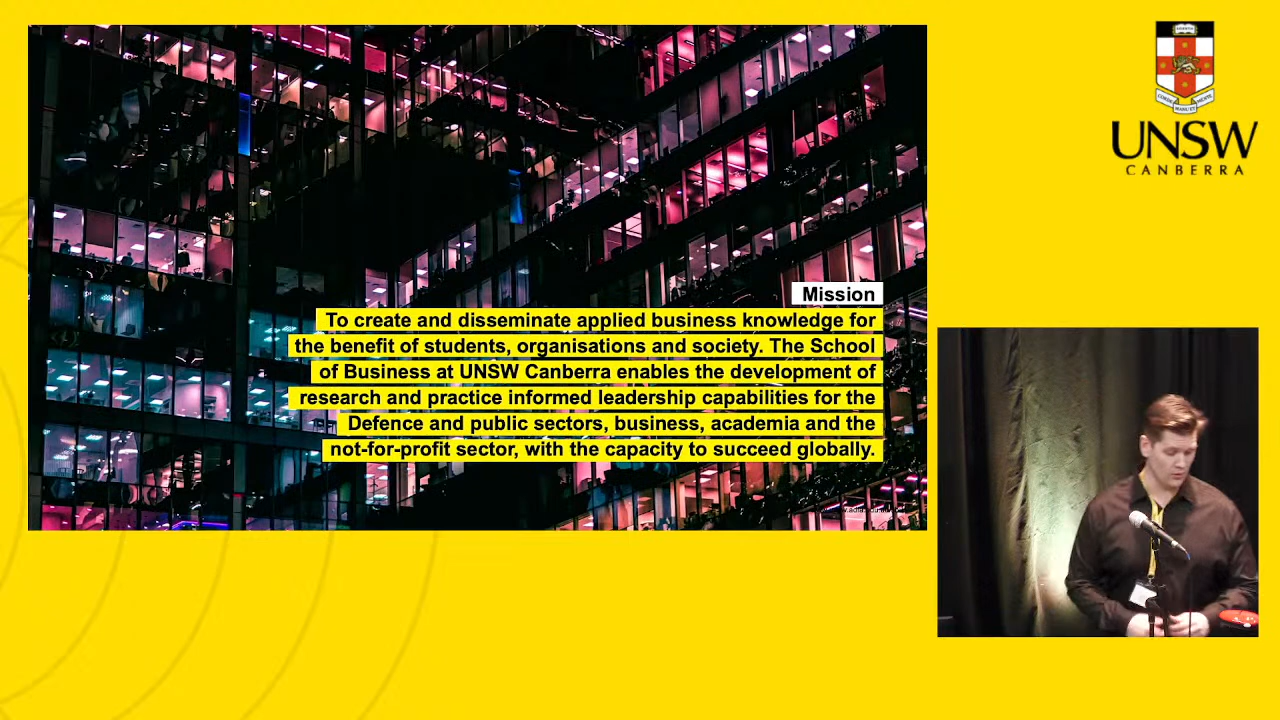 UNSW
CANBERRA
Mission
To create and disseminate applied business knowledge for
the benefit of students, organisations and society. The School
of Business at UNSW Canberra enables the development of
research and practice informed leadership capabilities for the
Defence and public sectors, business, academia and the
not-for-profit sector, with the capacity to succeed globally.